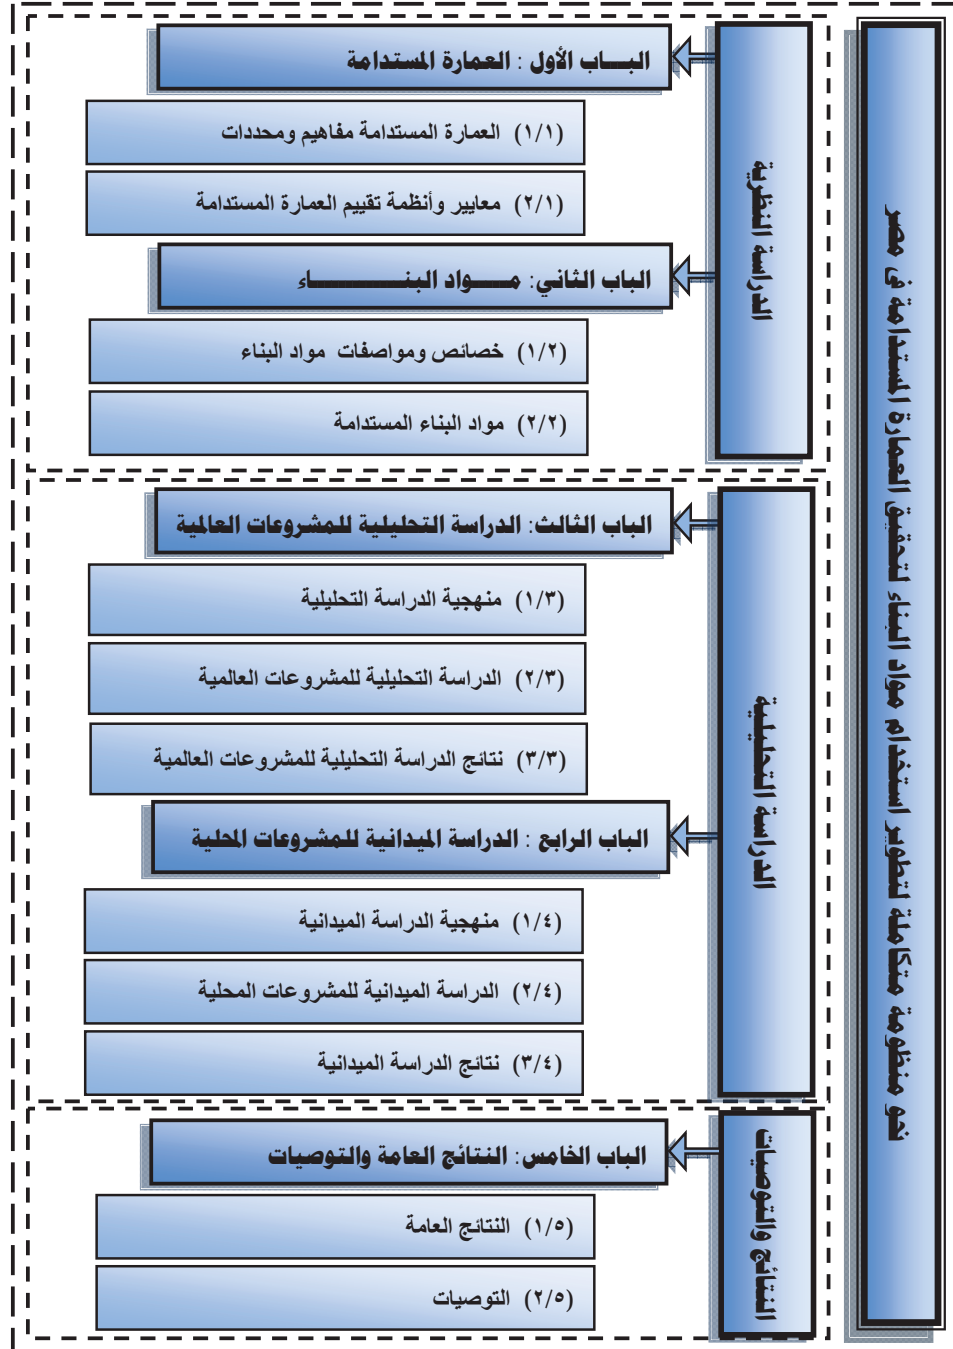 نحو منظومة متكاملة لتطوير استخدام مواد البناء لتحقيق العمارة المستدامة فى مصر
الدراسة النظرية
البـــاب الأول : العمارة المستدامة
(١/١) العمارة المستدامة مفاهيم ومحددات
(٢/١) معايير وأنظمة تقييم العمارة المستدامة
الباب الثاني: مــــواد البنـــــــــاء
(١/٢) خصائص ومواصفات مواد البناء
(٢/٢) مواد البناء المستدامة
الدراسة التحليلية
الباب الثالث: الدراسة التحليلية للمشروعات العالمية
(١/٣) منهجية الدراسة التحليلية
(٢/٣) الدراسة التحليلية للمشروعات العالمية
(٣/٣) نتائج الدراسة التحليلية للمشروعات العالمية
الباب الرابع : الدراسة الميدانية للمشروعات المحلية
(١/٤) منهجية الدراسة الميدانية
(٢/٤) الدراسة الميدانية للمشروعات المحلية
(٣/٤) نتائج الدراسة الميدانية
النتائج والتوصيات
الباب الخامس: النتائج العامة والتوصيات
(١/٥) النتائج العامة
(٢/٥) التوصيات